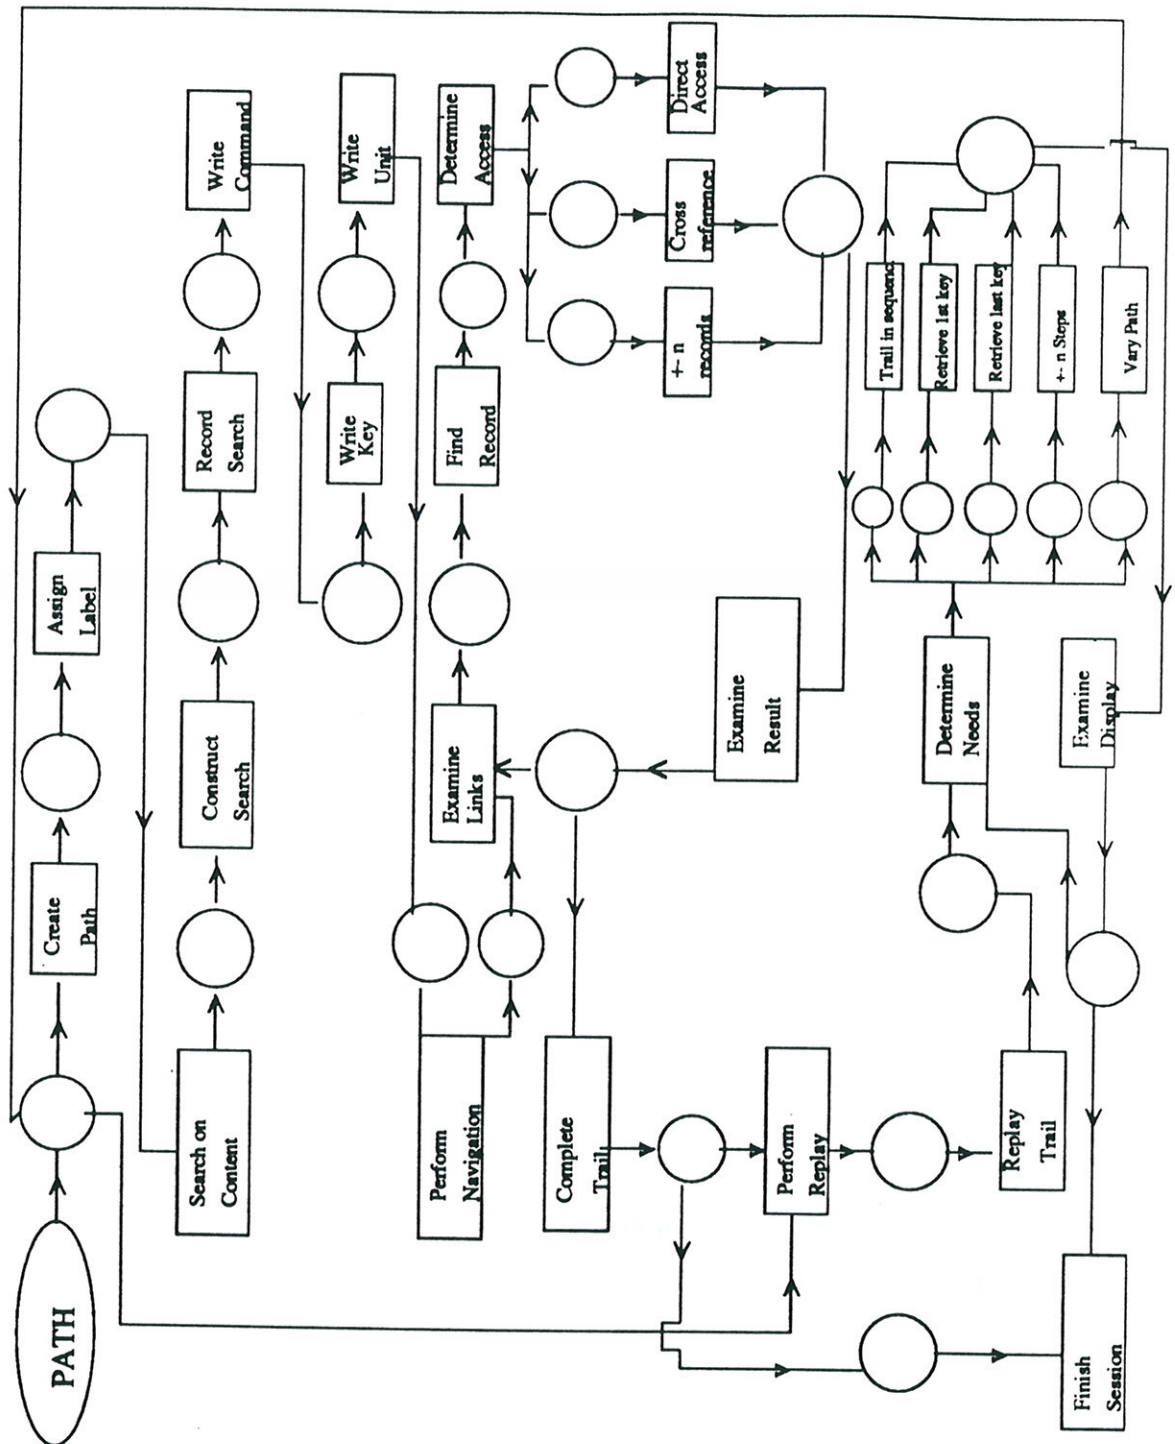 PATH
Create
Path
Assign
Label
Search on
Content
Construct
Search
Record
Search
Write
Command
Write
Key
Write
Unit
Perform
Navigation
Examine
Links
Find
Record
Determine
Access
Direct
Access
Cross
reference
+- n
records
Examine
Result
Complete
Trail
Perform
Replay
Replay
Trail
Determine
Needs
Trail in sequenc
Retrieve 1st key
Retrieve last key
+- n Steps
Vary Path
Examine
Display
Finish
Session